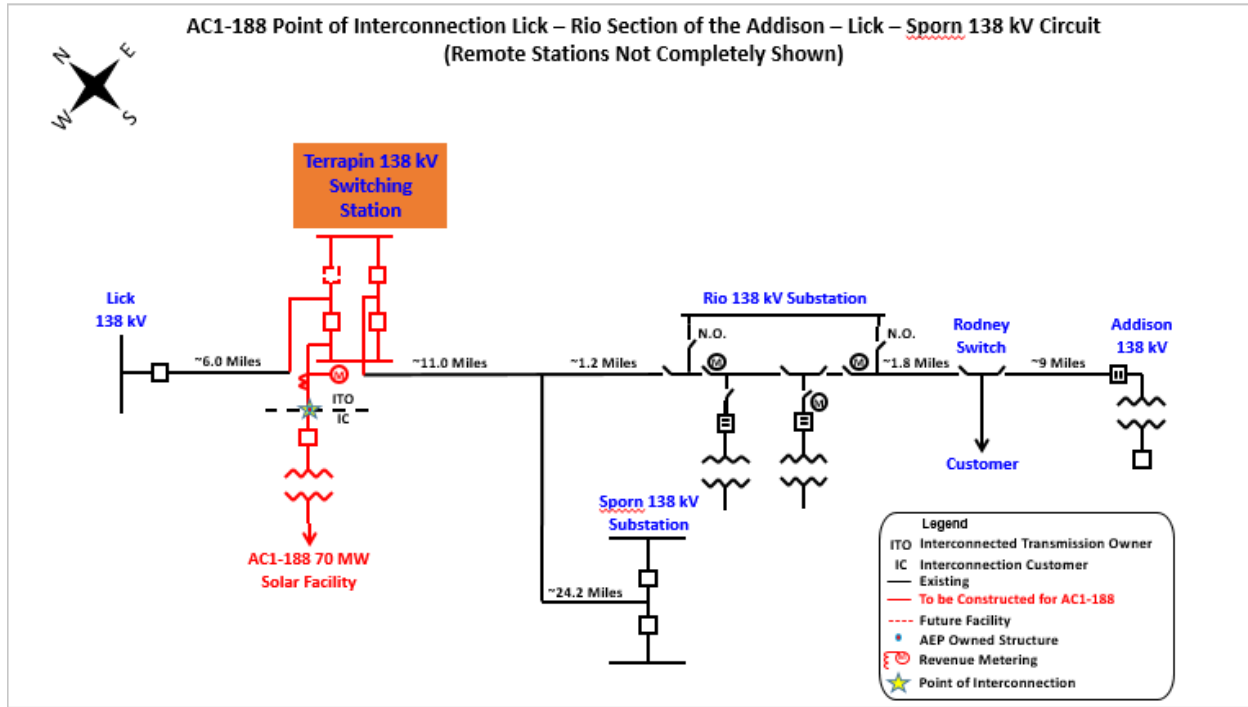 AC1-188 Point of Interconnection Lick – Rio Section of the Addison – Lick – Sporn 138 kV Circuit
(Remote Stations Not Completely Shown)
N
E
W
S
Terrapin 138 kV
Switching
Station
Lick
138 kV
Rio 138 kV Substation
Rodney
Switch
Addison
138 kV
N.O.
N.O.
~6.0 Miles
~11.0 Miles
~1.2 Miles
M
M
~1.8 Miles
~9 Miles
M
ITO
IC
M
Customer
Sporn 138 kV
Substation
AC1-188 70 MW
Solar Facility
~24.2 Miles
Legend
ITO Interconnected Transmission Owner
IC Interconnection Customer
Existing
To be Constructed for AC1-188
Future Facility
AEP Owned Structure
M Revenue Metering
Point of Interconnection